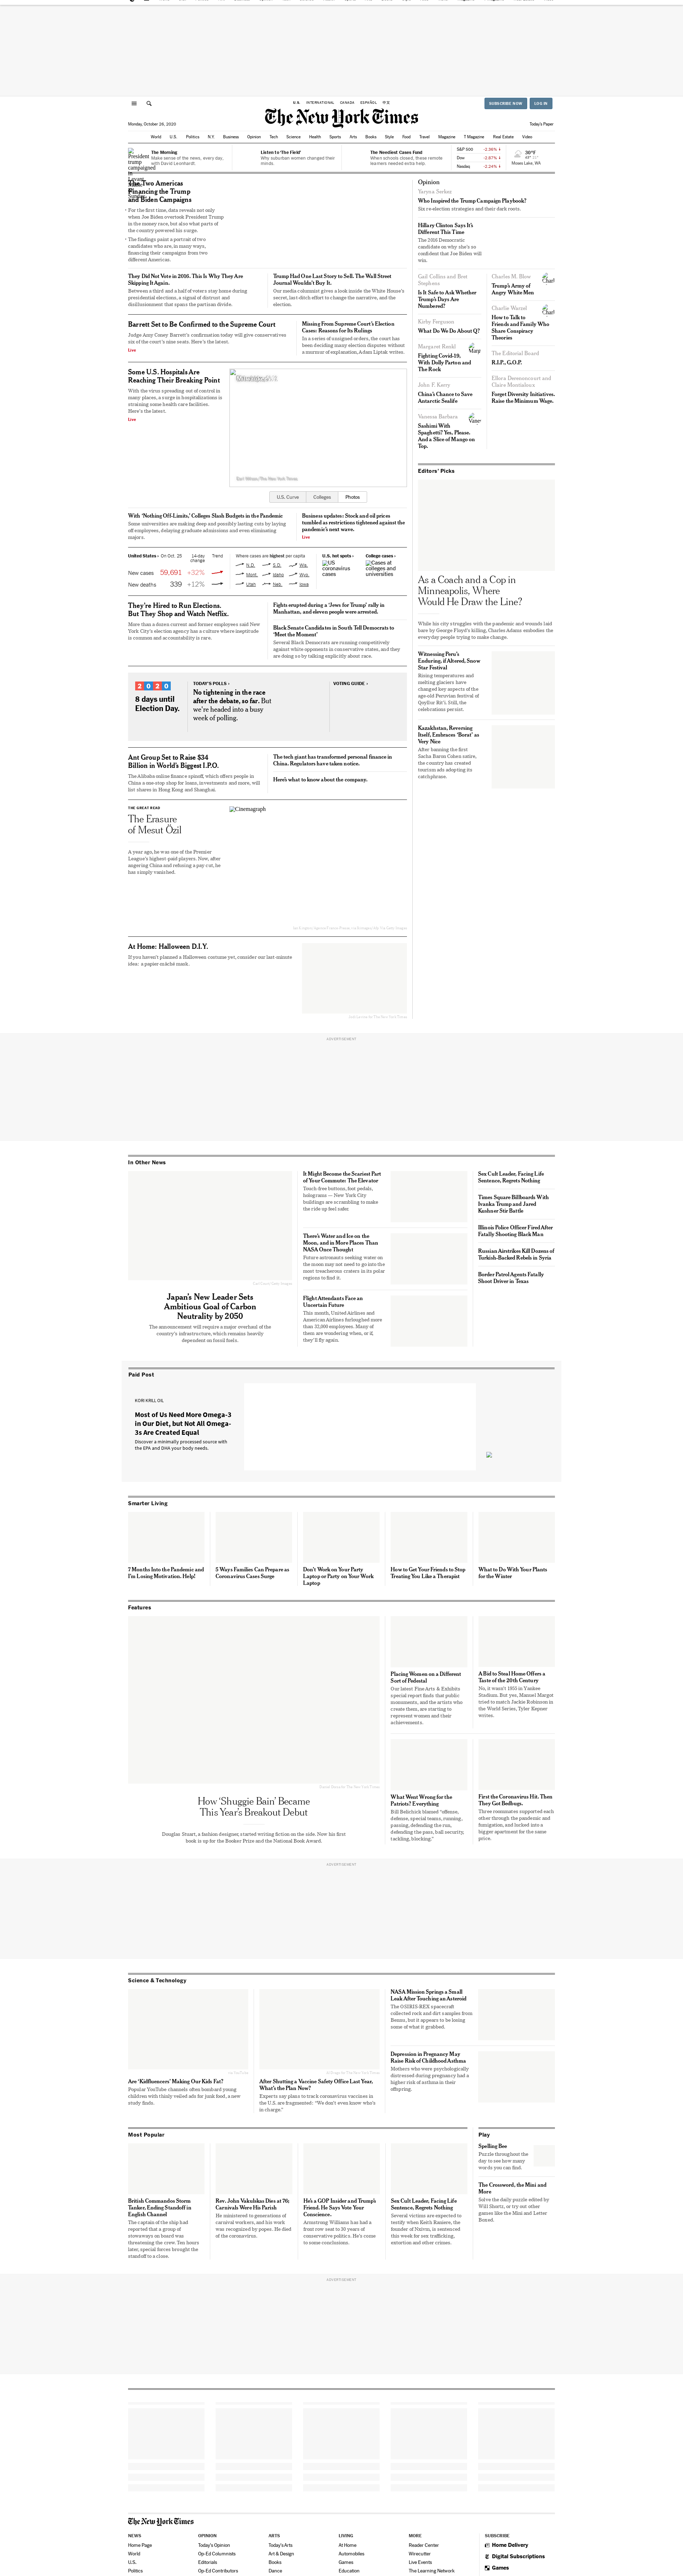 U.S.
INTERNATIONAL
CANADA
ESPAÑOL
中文
SUBSCRIBE NOW
LOG IN
The New York Times
Monday, October 26, 2020
Today's Paper
World
U.S.
Politics
N.Y.
Business
Opinion
Tech
Science
Health
Sports
Arts
Books
Style
Food
Travel
Magazine
T Magazine
Real Estate
Video
The Morning
Make sense of the news, every day, with David Leonhardt.
Listen to 'The Field'
Why suburban women changed their minds.
The Neediest Cases Fund
When schools closed, these remote learners needed extra help.
S&P 500
Dow
Nasdaq
30°F
Moses Lake, WA
The Two Americas
Financing the Trump
and Biden Campaigns
For the first time, data reveals not only
when Joe Biden overtook President Trump
in the money race, but also what parts of
the country powered his surge.
The findings paint a portrait of two
candidates who are, in many ways,
financing their campaigns from two
different Americas.
They Did Not Vote in 2016. This Is Why They Are
Skipping It Again.
Between a third and a half of voters stay home during
presidential elections, a signal of distrust and
disillusionment that spans the partisan divide.
Trump Had One Last Story to Sell. The Wall Street
Journal Wouldn't Buy It.
Our media columnist gives a look inside the White House's
secret, last-ditch effort to change the narrative, and the
election.
Barrett Set to Be Confirmed to the Supreme Court
Judge Amy Coney Barrett's confirmation today will give conservatives
six of the court's nine seats. Here's the latest.
Live
Missing From Supreme Court's Election
Cases: Reasons for Its Rulings
In a series of unsigned orders, the court has
been deciding many election disputes without
a murmur of explanation, Adam Liptak writes.
Some U.S. Hospitals Are
Reaching Their Breaking Point
With the virus spreading out of control in
many places, a surge in hospitalizations is
straining some health care facilities.
Here's the latest.
Live
U.S. Curve
Colleges
Photos
With 'Nothing Off-Limits,' Colleges Slash Budgets in the Pandemic
Some universities are making deep and possibly lasting cuts by laying
off employees, delaying graduate admissions and even eliminating
majors.
Business updates: Stock and oil prices
tumbled as restrictions tightened against the
pandemic's next wave.
Live
United States › On Oct. 25
14-day
change
Trend
New cases 59,691 +32%
New deaths 339 +12%
Where cases are highest per capita
N. D.
S. D.
Wis.
Mont.
Idaho
Wyo.
Utah
Neb.
Iowa
U.S. hot spots ›
US coronavirus cases
College cases ›
Cases at colleges and universities
They're Hired to Run Elections.
But They Shop and Watch Netflix.
More than a dozen current and former employees said New
York City's election agency has a culture where ineptitude
is common and accountability is rare.
Fights erupted during a 'Jews for Trump' rally in
Manhattan, and eleven people were arrested.
Black Senate Candidates in South Tell Democrats to
'Meet the Moment'
Several Black Democrats are running competitively
against white opponents in conservative states, and they
are doing so by talking explicitly about race.
2020
8 days until
Election Day.
TODAY'S POLLS ›
No tightening in the race
after the debate, so far. But
we're headed into a busy
week of polling.
VOTING GUIDE ›
Ant Group Set to Raise $34
Billion in World's Biggest I.P.O.
The Alibaba online finance spinoff, which offers people in
China a one-stop shop for loans, investments and more, will
list shares in Hong Kong and Shanghai.
The tech giant has transformed personal finance in
China. Regulators have taken notice.
Here's what to know about the company.
THE GREAT READ
The Erasure
of Mesut Özil
A year ago, he was one of the Premier
League's highest-paid players. Now, after
angering China and refusing a pay cut, he
has simply vanished.
Cinemagraph
At Home: Halloween D.I.Y.
If you haven't planned a Halloween costume yet, consider our last-minute
idea: a papier-mâché mask.
Opinion
Taryna Serkez
Who Inspired the Trump Campaign Playbook?
Six re-election strategies and their dark roots.
Hillary Clinton Says It's
Different This Time
The 2016 Democratic
candidate on why she's so
confident that Joe Biden will
win.
Gail Collins and Bret
Stephens
Is It Safe to Ask Whether
Trump's Days Are
Numbered?
Kirby Ferguson
What Do We Do About Q?
Margaret Renkl
Fighting Covid-19,
With Dolly Parton and
The Rock
John F. Kerry
China's Chance to Save
Antarctic Sealife
Vanessa Barbara
Sashimi With
Spaghetti? Yes, Please.
And a Slice of Mango on
Top.
Charles M. Blow
Trump's Army of
Angry White Men
Charlie Warzel
How to Talk to
Friends and Family Who
Share Conspiracy
Theories
The Editorial Board
R.I.P., G.O.P.
Forget Diversity Initiatives.
Raise the Minimum Wage.
Editors' Picks
As a Coach and a Cop in
Minneapolis, Where
Would He Draw the Line?
While his city struggles with the pandemic and wounds laid
bare by George Floyd's killing, Charles Adams embodies the
everyday people trying to make change.
Witnessing Peru's
Enduring, if Altered, Snow
Star Festival
Rising temperatures and
melting glaciers have
changed key aspects of the
age-old Peruvian festival of
Qoyllur Rit'i. Still, the
celebrations persist.
Kazakhstan, Reversing
Itself, Embraces 'Borat' as
Very Nice
After banning the first
Sacha Baron Cohen satire,
the country has created
tourism ads adopting its
catchphrase.
ADVERTISEMENT
In Other News
Japan's New Leader Sets
Ambitious Goal of Carbon
Neutrality by 2050
The announcement will require a major overhaul of the
country's infrastructure, which remains heavily
dependent on fossil fuels.
It Might Become the Scariest Part
of Your Commute: The Elevator
Touch-free buttons, foot pedals,
holograms — New York City
buildings are scrambling to make
the ride up feel safer.
There's Water and Ice on the
Moon, and in More Places Than
NASA Once Thought
Future astronauts seeking water on
the moon may not need to go into the
most treacherous craters in its polar
regions to find it.
Flight Attendants Face an
Uncertain Future
This month, United Airlines and
American Airlines furloughed more
than 32,000 employees. Many of
them are wondering when, or if,
they'll fly again.
Sex Cult Leader, Facing Life
Sentence, Regrets Nothing
Times Square Billboards With
Ivanka Trump and Jared
Kushner Stir Battle
Illinois Police Officer Fired After
Fatally Shooting Black Man
Russian Airstrikes Kill Dozens of
Turkish-Backed Rebels in Syria
Border Patrol Agents Fatally
Shoot Driver in Texas
Paid Post
KORI KRILL OIL
Most of Us Need More Omega-3
in Our Diet, but Not All Omega-
3s Are Created Equal
Discover a minimally processed source with
the EPA and DHA your body needs.
Smarter Living
7 Months Into the Pandemic and
I'm Losing Motivation. Help!
5 Ways Families Can Prepare as
Coronavirus Cases Surge
Don't Work on Your Party
Laptop or Party on Your Work
Laptop
How to Get Your Friends to Stop
Treating You Like a Therapist
What to Do With Your Plants
for the Winter
Features
How 'Shuggie Bain' Became
This Year's Breakout Debut
Douglas Stuart, a fashion designer, started writing fiction on the side. Now his first
book is up for the Booker Prize and the National Book Award.
Placing Women on a Different
Sort of Pedestal
Our latest Fine Arts & Exhibits
special report finds that public
monuments, and the artists who
create them, are starting to
represent women and their
achievements.
A Bid to Steal Home Offers a
Taste of the 20th Century
No, it wasn't 1955 in Yankee
Stadium. But yes, Manuel Margot
tried to match Jackie Robinson in
the World Series, Tyler Kepner
writes.
What Went Wrong for the
Patriots? Everything
Bill Belichick blamed "offense,
defense, special teams, running,
passing, defending the run,
defending the pass, ball security,
tackling, blocking."
First the Coronavirus Hit. Then
They Got Bedbugs.
Three roommates supported each
other through the pandemic and
fumigation, and looked into a
bigger apartment for the same
price.
ADVERTISEMENT
Science & Technology
Are 'Kidfluencers' Making Our Kids Fat?
Popular YouTube channels often bombard young
children with thinly veiled ads for junk food, a new
study finds.
After Shutting a Vaccine Safety Office Last Year,
What's the Plan Now?
Experts say plans to track coronavirus vaccines in
the U.S. are fragmented: "We don't even know who's
in charge."
NASA Mission Springs a Small
Leak After Touching an Asteroid
The OSIRIS-REX spacecraft
collected rock and dirt samples from
Bennu, but it appears to be losing
some of what it grabbed.
Depression in Pregnancy May
Raise Risk of Childhood Asthma
Mothers who were psychologically
distressed during pregnancy had a
higher risk of asthma in their
offspring.
Most Popular
British Commandos Storm
Tanker, Ending Standoff in
English Channel
The captain of the ship had
reported that a group of
stowaways on board was
threatening the crew. Ten hours
later, special forces brought the
standoff to a close.
Rev. John Vakulskas Dies at 76;
Carnivals Were His Parish
He ministered to generations of
carnival workers, and his work
was recognized by popes. He died
of the coronavirus.
He's a GOP Insider and Trump's
Friend. He Says Vote Your
Conscience.
Armstrong Williams has had a
front row seat to 30 years of
conservative politics. He's come
to some conclusions.
Sex Cult Leader, Facing Life
Sentence, Regrets Nothing
Several victims are expected to
testify when Keith Raniere, the
founder of Nxivm, is sentenced
this week for sex trafficking,
extortion and other crimes.
Play
Spelling Bee
Puzzle throughout the
day to see how many
words you can find.
The Crossword, the Mini and
More
Solve the daily puzzle edited by
Will Shortz, or try out other
games like the Mini and Letter
Boxed.
ADVERTISEMENT
The New York Times
NEWS
Home Page
World
U.S.
Politics
OPINION
Today's Opinion
Op-Ed Columnists
Editorials
Op-Ed Contributors
ARTS
Today's Arts
Art & Design
Books
Dance
LIVING
At Home
Automobiles
Games
Education
MORE
Reader Center
Wirecutter
Live Events
The Learning Network
SUBSCRIBE
Home Delivery
Digital Subscriptions
Games